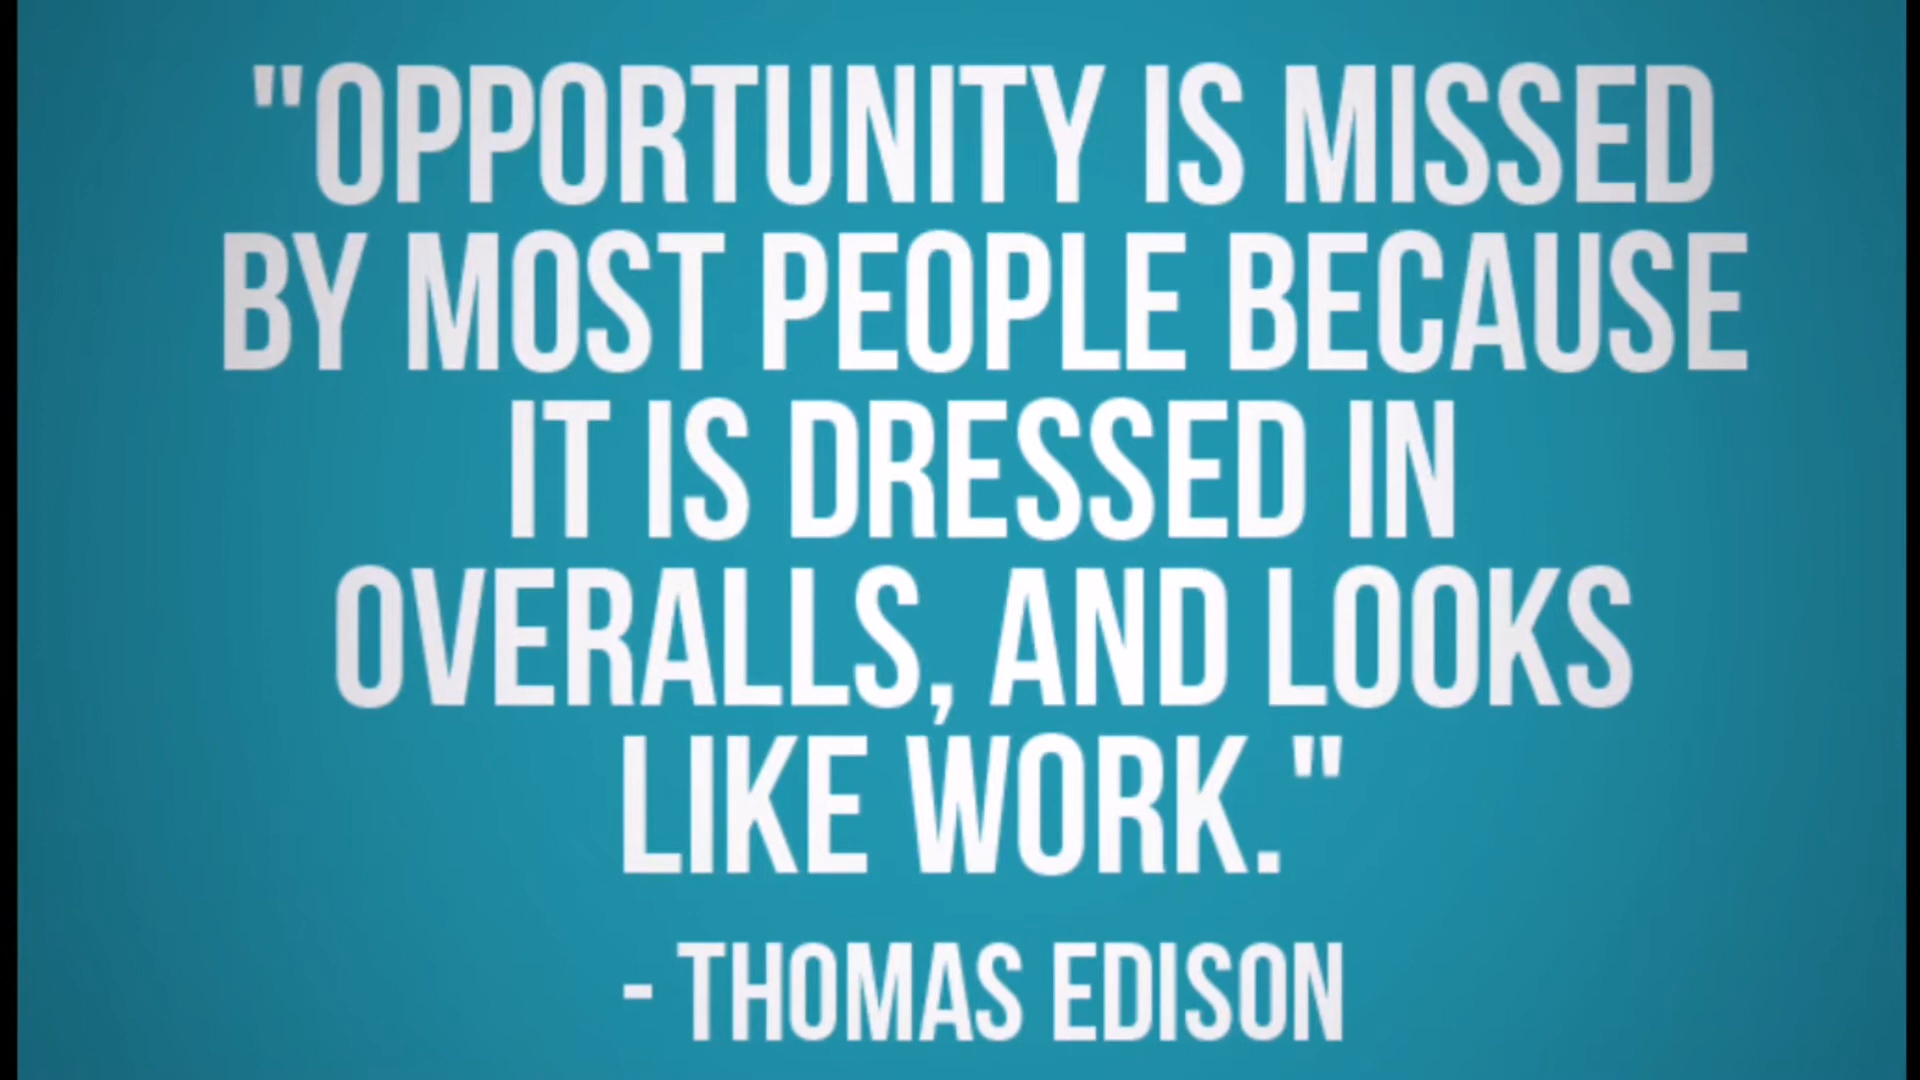 "OPPORTUNITY IS MISSED
BY MOST PEOPLE BECAUSE
IT IS DRESSED IN
OVERALLS, AND LOOKS
LIKE WORK."
- THOMAS EDISON